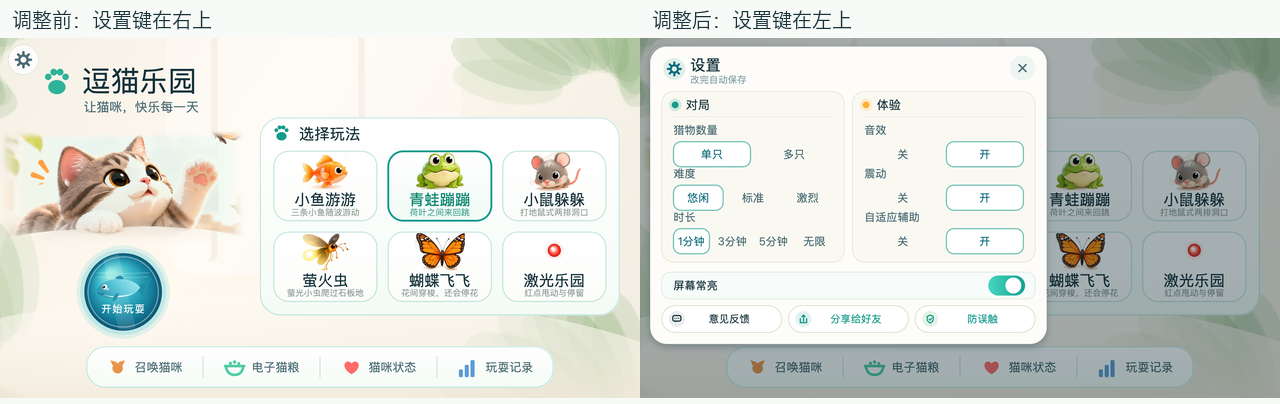 调整前：设置键在右上
逗猫乐园
让猫咪，快乐每一天
选择玩法
小鱼游游
三条小鱼随波游动
青蛙蹦蹦
荷叶之间来回跳
小鼠躲躲
打地鼠式两排洞口
萤火虫
萤光小虫爬过石板地
蝴蝶飞飞
花间穿梭，还会停花
激光乐园
红点甩动与停留
开始玩耍
召唤猫咪
电子猫粮
猫咪状态
玩耍记录
调整后：设置键在左上
设置
改完自动保存
对局
猎物数量
单只 多只
难度
悠闲 标准 激烈
时长
1分钟 3分钟 5分钟 无限
体验
音效
关 开
震动
关 开
自适应辅助
关 开
屏幕常亮
意见反馈
分享给好友
防误触
青蛙蹦蹦
荷叶之间来回跳
小鼠躲躲
打地鼠式两排洞口
蝴蝶飞飞
花间穿梭，还会停花
激光乐园
红点甩动与停留
召唤猫咪
电子猫粮
猫咪状态
玩耍记录